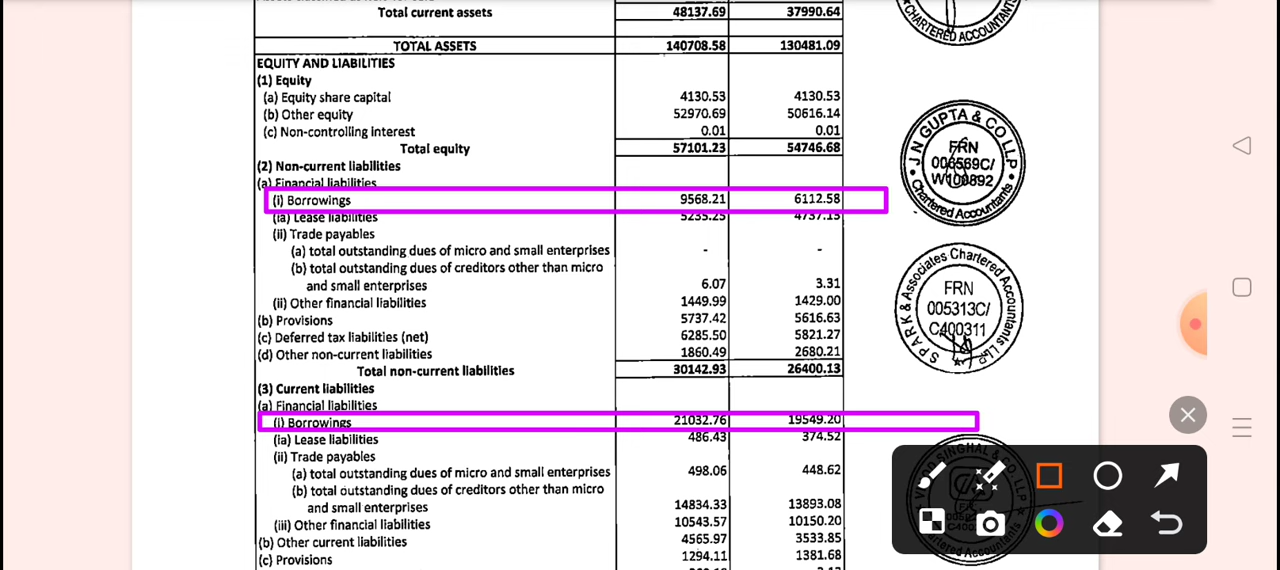 Total current assets 48137.69 37990.64
TOTAL ASSETS 140708.58 130481.09
EQUITY AND LIABILITIES
(1) Equity
(a) Equity share capital 4130.53 4130.53
(b) Other equity 52970.69 50616.14
(c) Non-controlling interest 0.01 0.01
Total equity 57101.23 54746.68
(2) Non-current liabilities
(a) Financial liabilities
(i) Borrowings 9568.21 6112.58
(ia) Lease liabilities 5235.25 4737.15
(ii) Trade payables
(a) total outstanding dues of micro and small enterprises - -
(b) total outstanding dues of creditors other than micro
and small enterprises 6.07 3.31
(ii) Other financial liabilities 1449.99 1429.00
(b) Provisions 5737.42 5616.63
(c) Deferred tax liabilities (net) 6285.50 5821.27
(d) Other non-current liabilities 1860.49 2680.21
Total non-current liabilities 30142.93 26400.13
(3) Current liabilities
(a) Financial liabilities
(i) Borrowings 21032.76 19549.20
(ia) Lease liabilities 486.43 374.52
(ii) Trade payables
(a) total outstanding dues of micro and small enterprises 498.06 448.62
(b) total outstanding dues of creditors other than micro
and small enterprises 14834.33 13893.08
(iii) Other financial liabilities 10543.57 10150.20
(b) Other current liabilities 4565.97 3533.85
(c) Provisions 1294.11 1381.68
CHARTERED ACCOUNTANTS
J N GUPTA & CO LLP
FRN
006569C/
W100892
Chartered Accountants
SPARK & Associates Chartered Accountants LLP
FRN
005313C/
C400311
SINGHAL & CO LLP